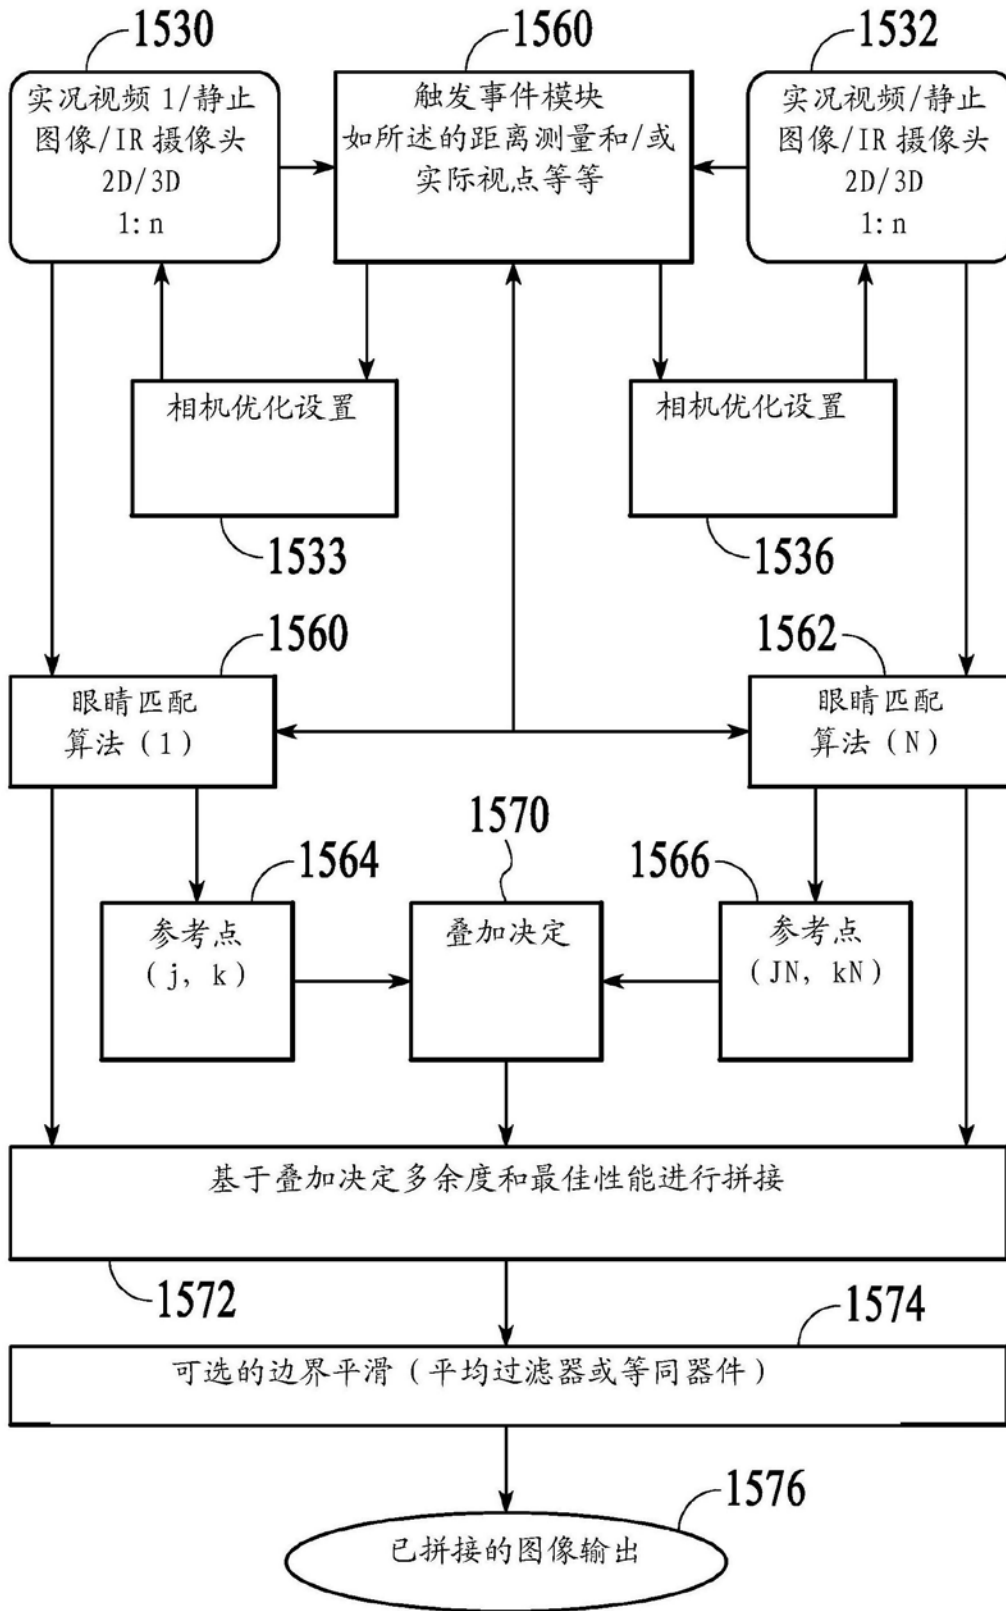 1530
1560
1532
实况视频 1/静止
图像/IR 摄像头
2D/3D
1: n
触发事件模块
如所述的距离测量和/或
实际视点等等
实况视频/静止
图像/IR 摄像头
2D/3D
1: n
相机优化设置
相机优化设置
1533
1536
1560
1562
眼睛匹配
算法(1)
眼睛匹配
算法(N)
1564
1570
1566
参考点
(j, k)
叠加决定
参考点
(JN, kN)
基于叠加决定多余度和最佳性能进行拼接
1572
1574
可选的边界平滑(平均过滤器或等同器件)
1576
已拼接的图像输出